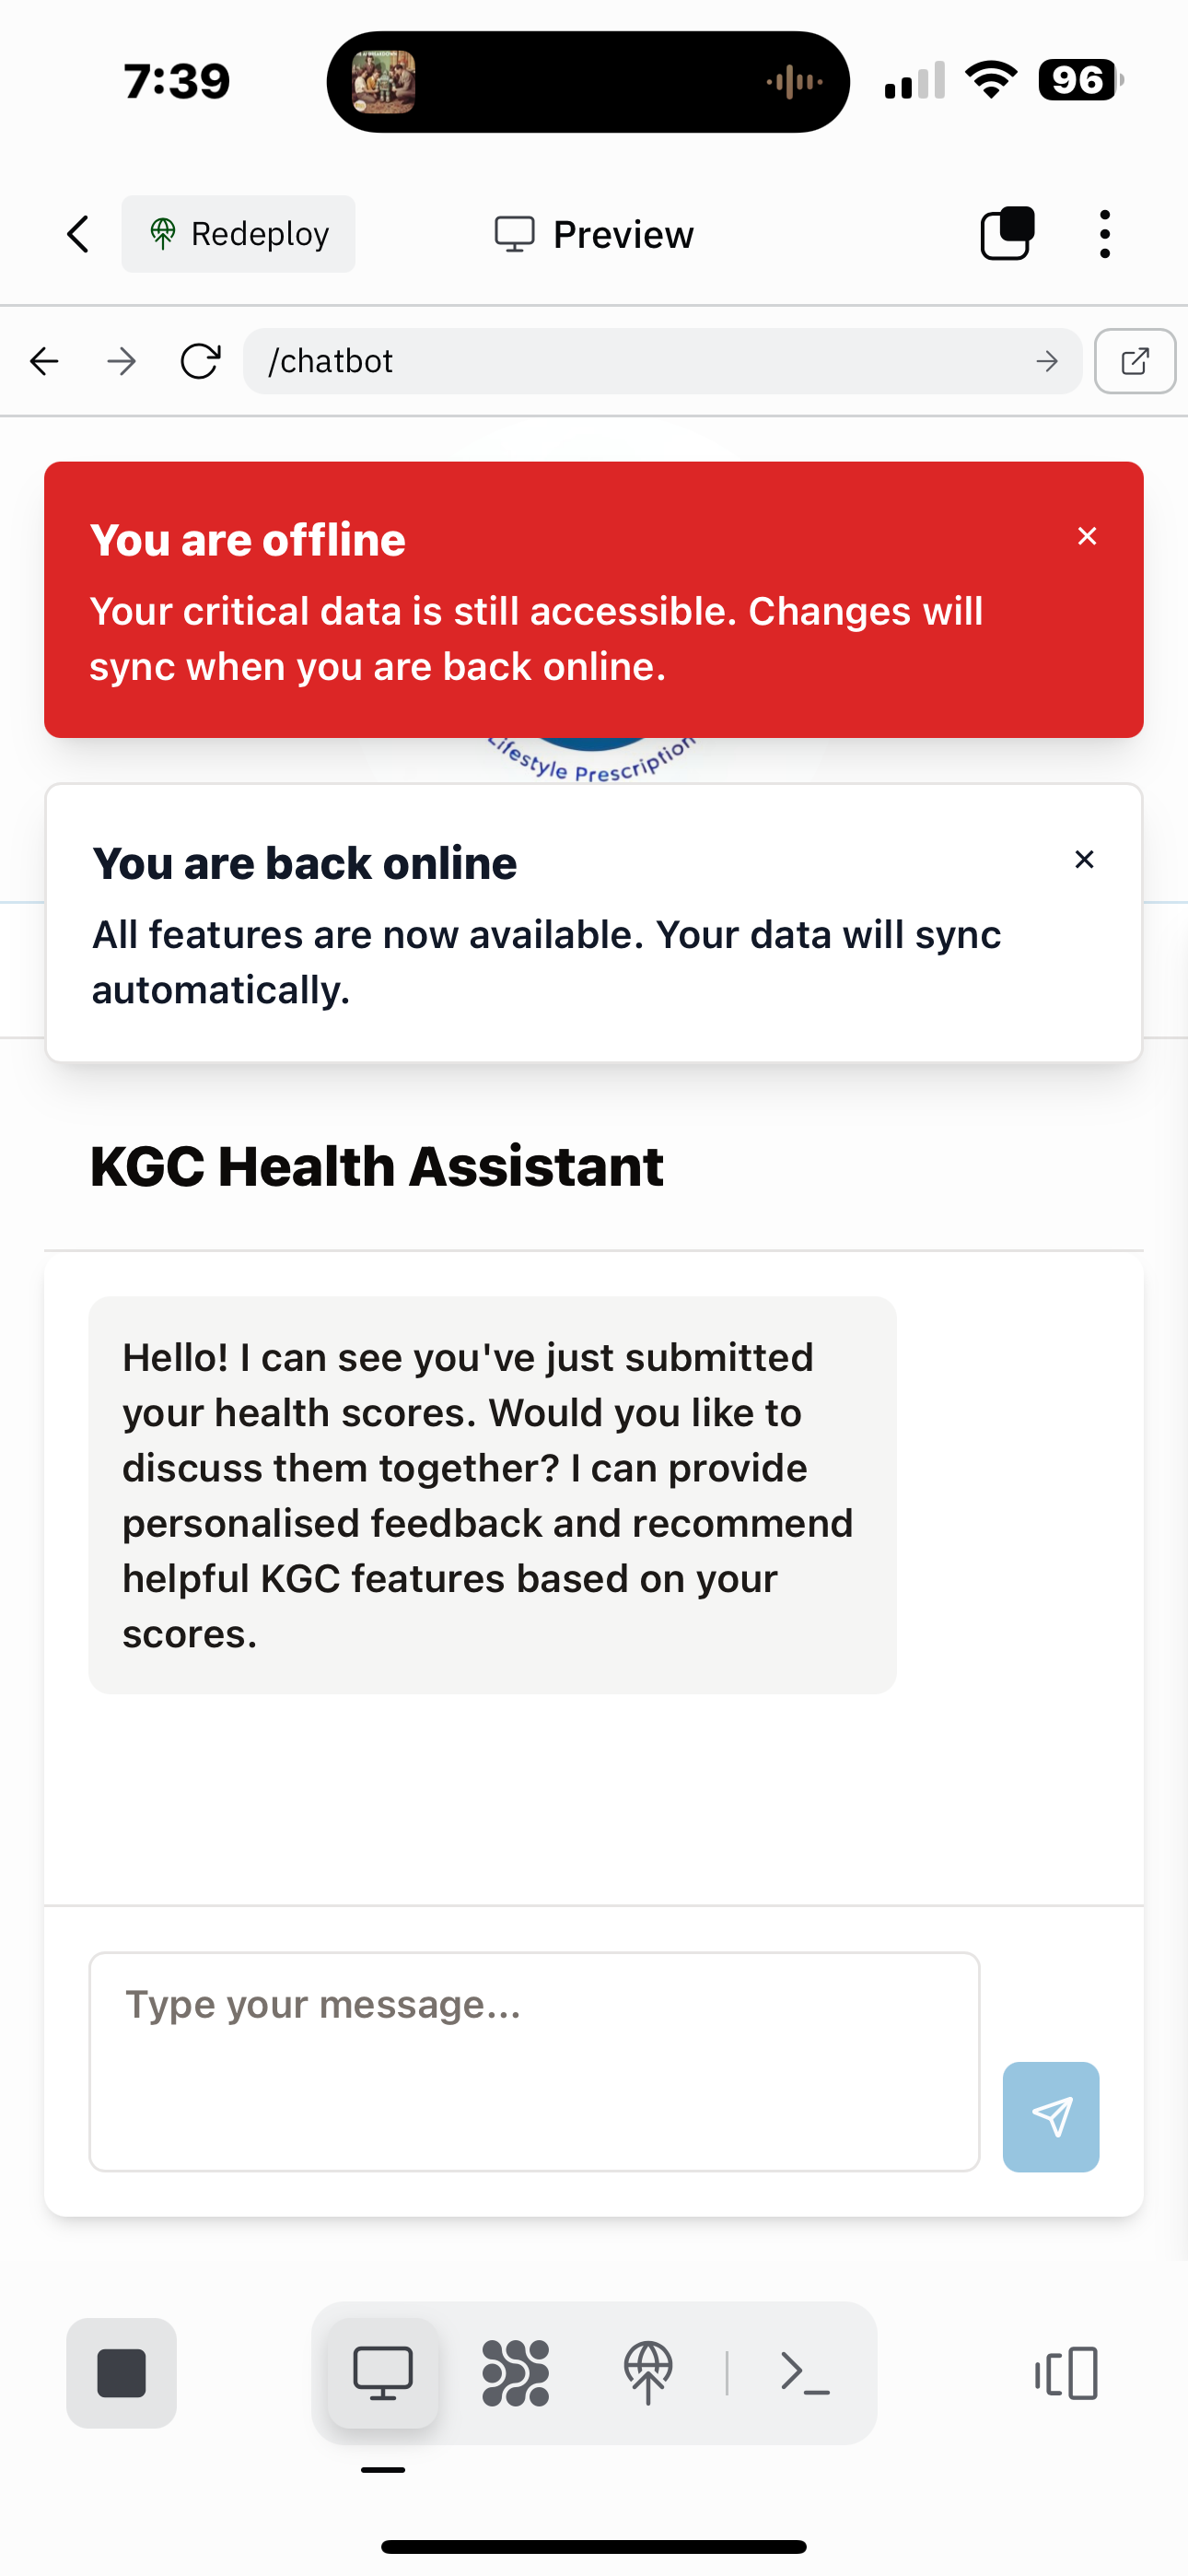 7:39
96
Redeploy
Preview
/chatbot
You are offline
Your critical data is still accessible. Changes will
sync when you are back online.
Lifestyle Prescription
You are back online
All features are now available. Your data will sync
automatically.
KGC Health Assistant
Hello! I can see you've just submitted
your health scores. Would you like to
discuss them together? I can provide
personalised feedback and recommend
helpful KGC features based on your
scores.
Type your message...